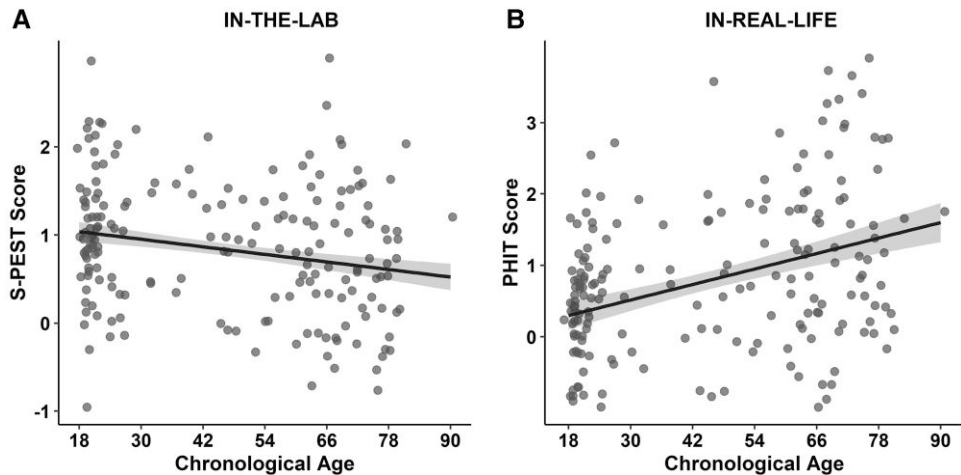 A
IN-THE-LAB
S-PEST Score
2
1
0
-1
18 30 42 54 66 78 90
Chronological Age
B
IN-REAL-LIFE
PHIT Score
4
3
2
1
0
18 30 42 54 66 78 90
Chronological Age